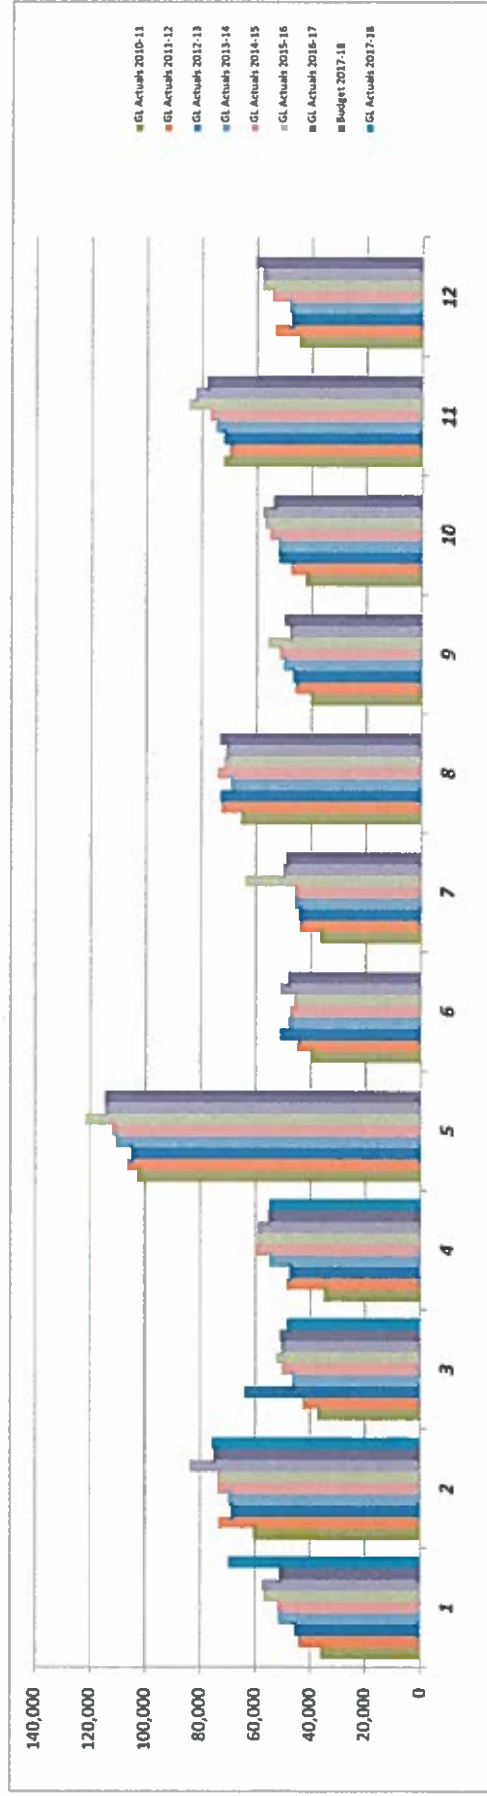 140,000
120,000
100,000
80,000
60,000
40,000
20,000
0
1 2 3 4 5 6 7 8 9 10 11 12
GL Actuals 2010-11
GL Actuals 2011-12
GL Actuals 2012-13
GL Actuals 2013-14
GL Actuals 2014-15
GL Actuals 2015-16
GL Actuals 2016-17
Budget 2017-18
GL Actuals 2017-18